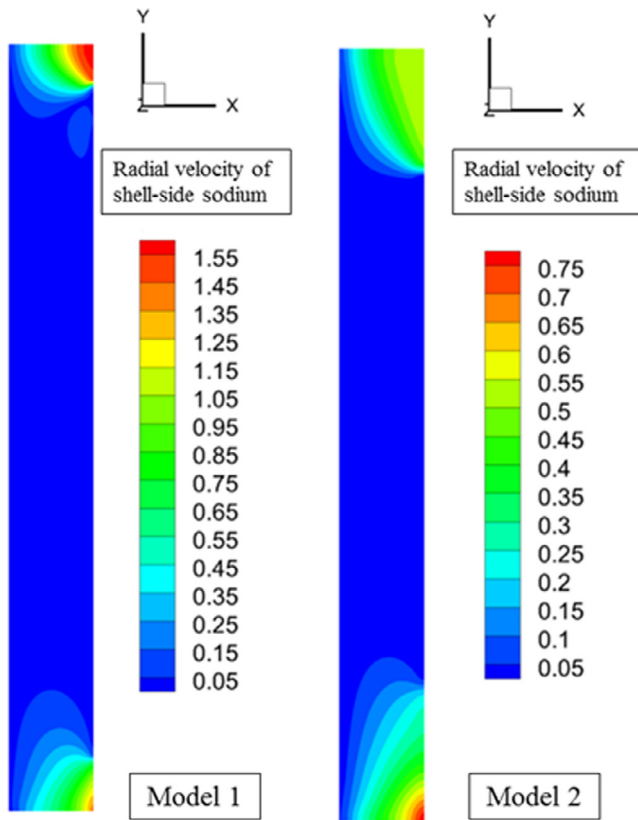 Y
Z
X
Radial velocity of
shell-side sodium
1.55
1.45
1.35
1.25
1.15
1.05
0.95
0.85
0.75
0.65
0.55
0.45
0.35
0.25
0.15
0.05
Model 1
Y
Z
X
Radial velocity of
shell-side sodium
0.75
0.7
0.65
0.6
0.55
0.5
0.45
0.4
0.35
0.3
0.25
0.2
0.15
0.1
0.05
Model 2